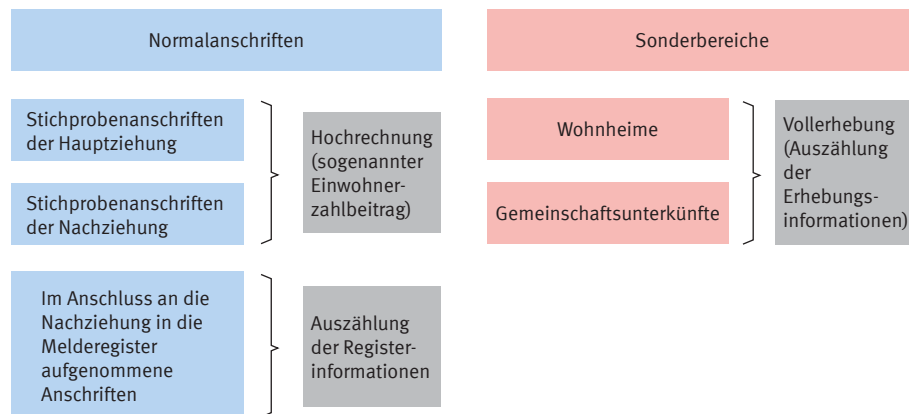 Normalanschriften
Stichprobenanschriften
der Hauptziehung
Stichprobenanschriften
der Nachziehung
Hochrechnung
(sogenannter
Einwohner-
zahlbeitrag)
Im Anschluss an die
Nachziehung in die
Melderegister
aufgenommene
Anschriften
Auszählung
der Register-
informationen
Sonderbereiche
Wohnheime
Gemeinschaftsunterkünfte
Vollerhebung
(Auszählung
der
Erhebungs-
informationen)